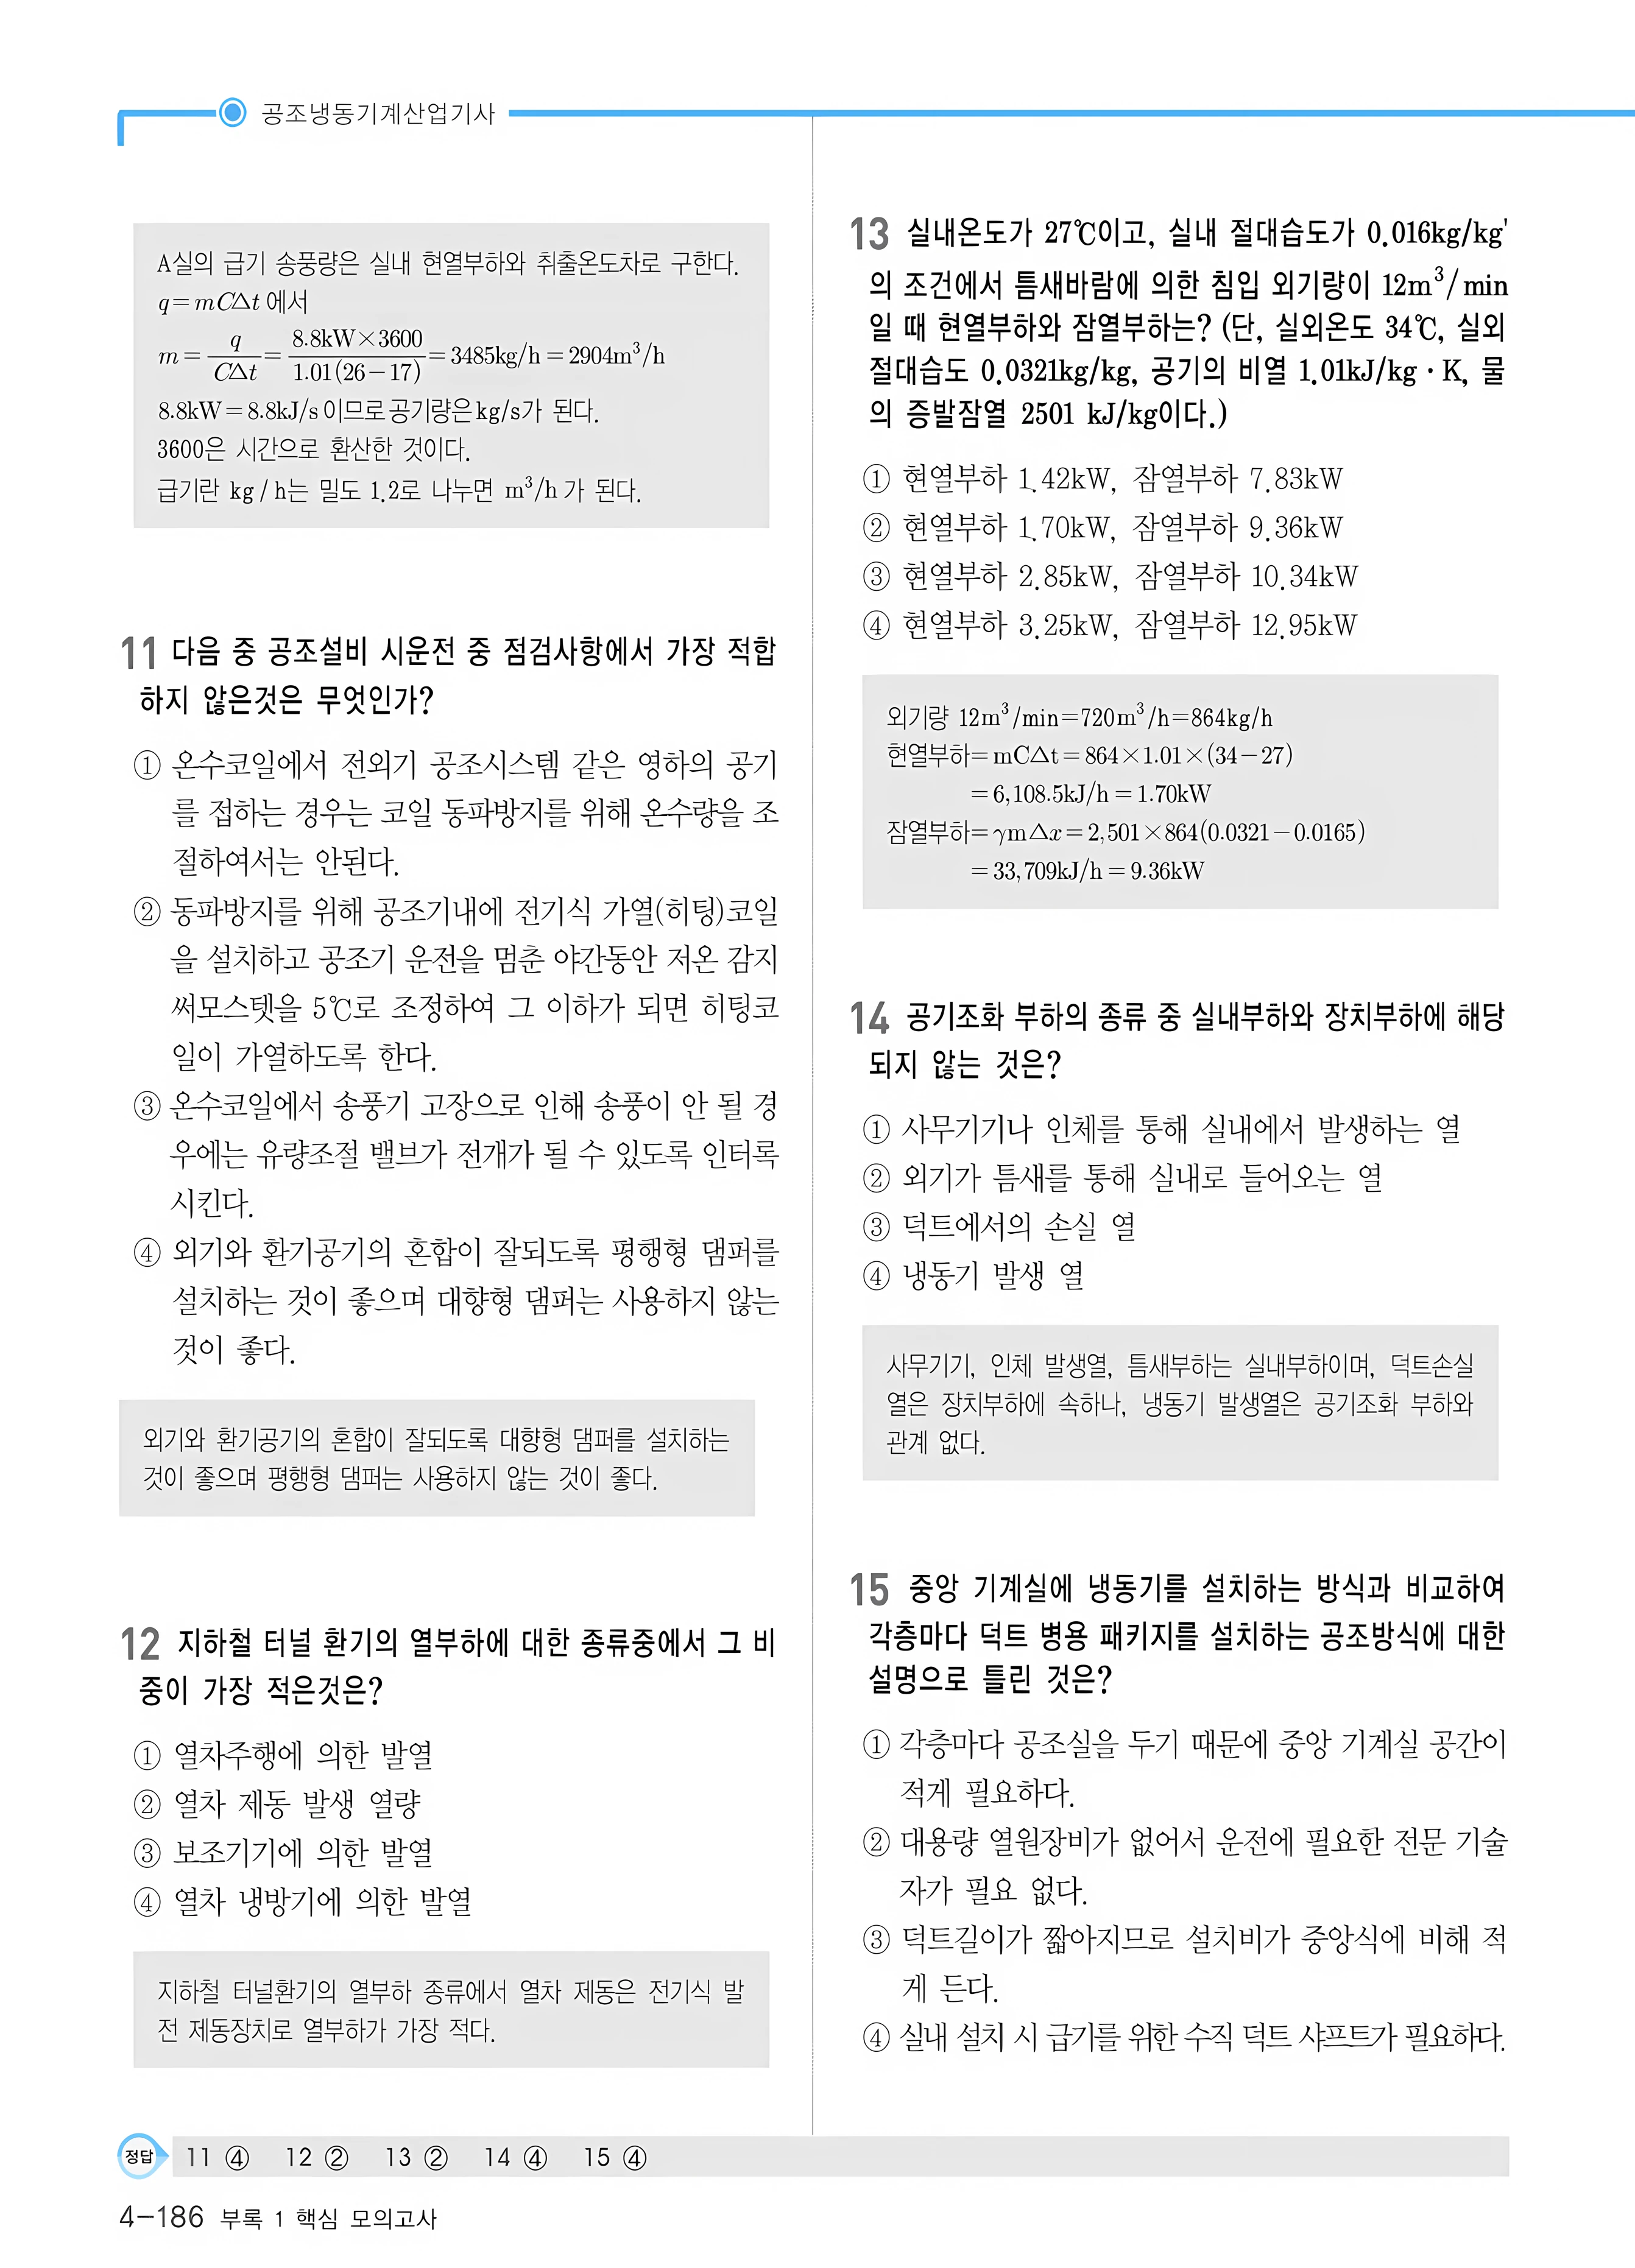 공조냉동기계산업기사
A실의 급기 송풍량은 실내 현열부하와 취출온도차로 구한다.
q=mC△t 에서
m = q/C△t = 8.8kW×3600/1.01(26−17) = 3485kg/h = 2904m³/h
8.8kW = 8.8kJ/s 이므로 공기량은 kg/s가 된다.
3600은 시간으로 환산한 것이다.
급기란 kg/h는 밀도 1.2로 나누면 m³/h 가 된다.
11 다음 중 공조설비 시운전 중 점검사항에서 가장 적합
하지 않은것은 무엇인가?
① 온수코일에서 전외기 공조시스템 같은 영하의 공기
를 접하는 경우는 코일 동파방지를 위해 온수량을 조
절하여서는 안된다.
② 동파방지를 위해 공조기내에 전기식 가열(히팅)코일
을 설치하고 공조기 운전을 멈춘 야간동안 저온 감지
써모스텟을 5℃로 조정하여 그 이하가 되면 히팅코
일이 가열하도록 한다.
③ 온수코일에서 송풍기 고장으로 인해 송풍이 안 될 경
우에는 유량조절 밸브가 전개가 될 수 있도록 인터록
시킨다.
④ 외기와 환기공기의 혼합이 잘되도록 평행형 댐퍼를
설치하는 것이 좋으며 대향형 댐퍼는 사용하지 않는
것이 좋다.
외기와 환기공기의 혼합이 잘되도록 대향형 댐퍼를 설치하는
것이 좋으며 평행형 댐퍼는 사용하지 않는 것이 좋다.
12 지하철 터널 환기의 열부하에 대한 종류중에서 그 비
중이 가장 적은것은?
① 열차주행에 의한 발열
② 열차 제동 발생 열량
③ 보조기기에 의한 발열
④ 열차 냉방기에 의한 발열
지하철 터널환기의 열부하 종류에서 열차 제동은 전기식 발
전 제동장치로 열부하가 가장 적다.
13 실내온도가 27℃이고, 실내 절대습도가 0.016kg/kg'
의 조건에서 틈새바람에 의한 침입 외기량이 12m³/min
일 때 현열부하와 잠열부하는? (단, 실외온도 34℃, 실외
절대습도 0.0321kg/kg, 공기의 비열 1.01kJ/kg·K, 물
의 증발잠열 2501 kJ/kg이다.)
① 현열부하 1.42kW, 잠열부하 7.83kW
② 현열부하 1.70kW, 잠열부하 9.36kW
③ 현열부하 2.85kW, 잠열부하 10.34kW
④ 현열부하 3.25kW, 잠열부하 12.95kW
외기량 12m³/min=720m³/h=864kg/h
현열부하= mC△t = 864×1.01×(34−27)
= 6,108.5kJ/h = 1.70kW
잠열부하= γm△x = 2,501×864(0.0321−0.0165)
= 33,709kJ/h = 9.36kW
14 공기조화 부하의 종류 중 실내부하와 장치부하에 해당
되지 않는 것은?
① 사무기기나 인체를 통해 실내에서 발생하는 열
② 외기가 틈새를 통해 실내로 들어오는 열
③ 덕트에서의 손실 열
④ 냉동기 발생 열
사무기기, 인체 발생열, 틈새부하는 실내부하이며, 덕트손실
열은 장치부하에 속하나, 냉동기 발생열은 공기조화 부하와
관계 없다.
15 중앙 기계실에 냉동기를 설치하는 방식과 비교하여
각층마다 덕트 병용 패키지를 설치하는 공조방식에 대한
설명으로 틀린 것은?
① 각층마다 공조실을 두기 때문에 중앙 기계실 공간이
적게 필요하다.
② 대용량 열원장비가 없어서 운전에 필요한 전문 기술
자가 필요 없다.
③ 덕트길이가 짧아지므로 설치비가 중앙식에 비해 적
게 든다.
④ 실내 설치 시 급기를 위한 수직 덕트 샤프트가 필요하다.
정답 11 ④ 12 ② 13 ② 14 ④ 15 ④
4-186 부록 1 핵심 모의고사